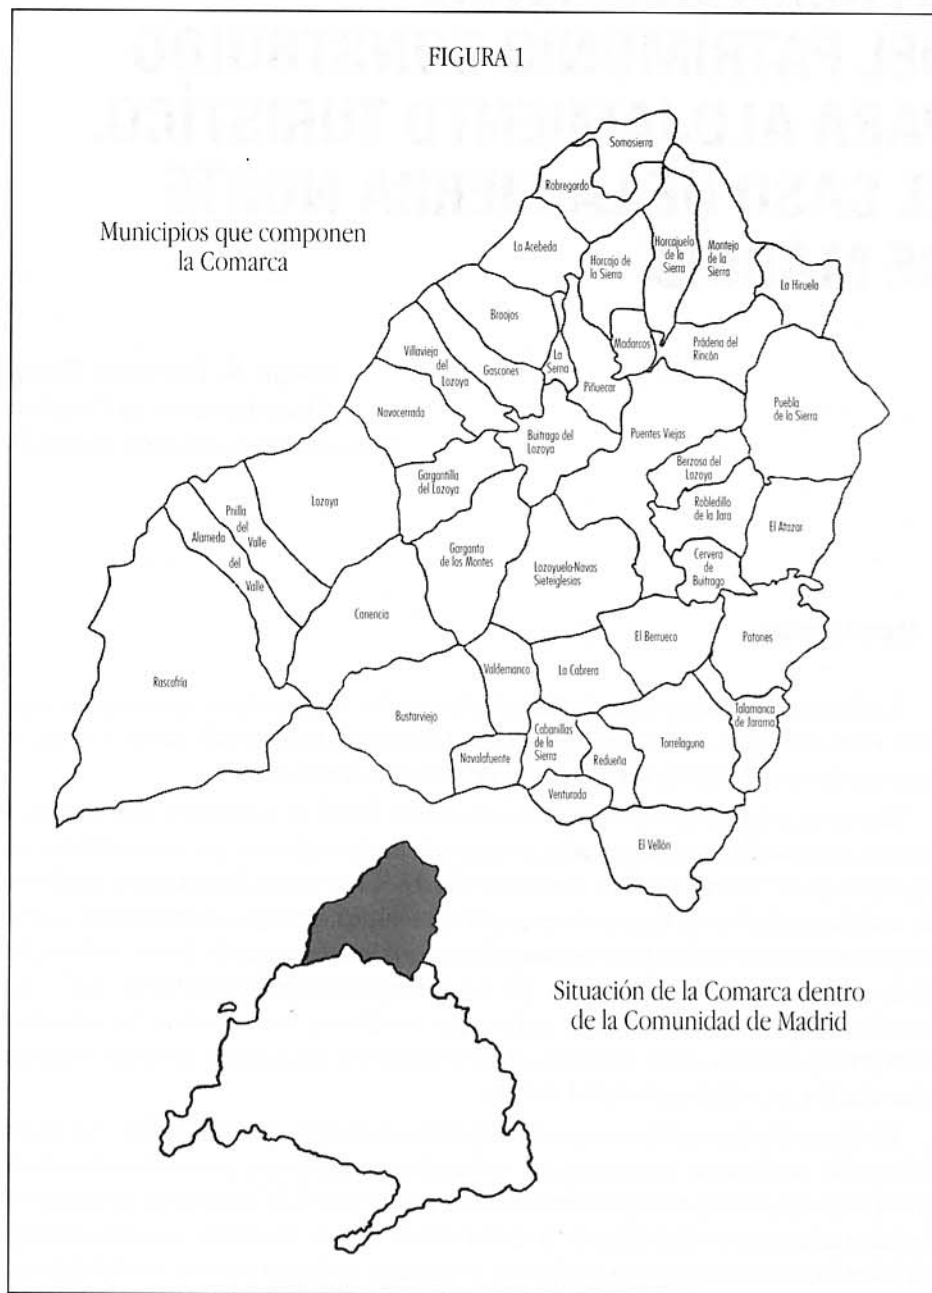 FIGURA 1
Municipios que componen
la Comarca
Somosierra
Robregordo
La Acebeda
Horcajo de
la Sierra
Horcajuelo
de la
Sierra
Montejo
de la
Sierra
La Hiruela
Braojos
La
Serna
Madarcos
Prádena del
Rincón
Villavieja
del
Lozoya
Gascones
Piñuecar
Puebla
de la Sierra
Navacerrada
Buitrago del
Lozoya
Puentes Viejas
Gargantilla
del Lozoya
Berzosa del
Lozoya
Lozoya
Robledillo
de la Jara
El Atazar
Pnilla
del
Valle
Alameda
del
Valle
Garganta
de los Montes
Lozoyuela-Navas
Sieteiglesias
Cervera
de
Buitrago
Canencia
El Berrueco
Patones
Rascafría
Valdemanco
La Cabrera
Bustarviejo
Talamanca
de Jarama
Cabanillas
de la
Sierra
Navalafuente
Redueña
Torrelaguna
Venturada
El Vellón
Situación de la Comarca dentro
de la Comunidad de Madrid